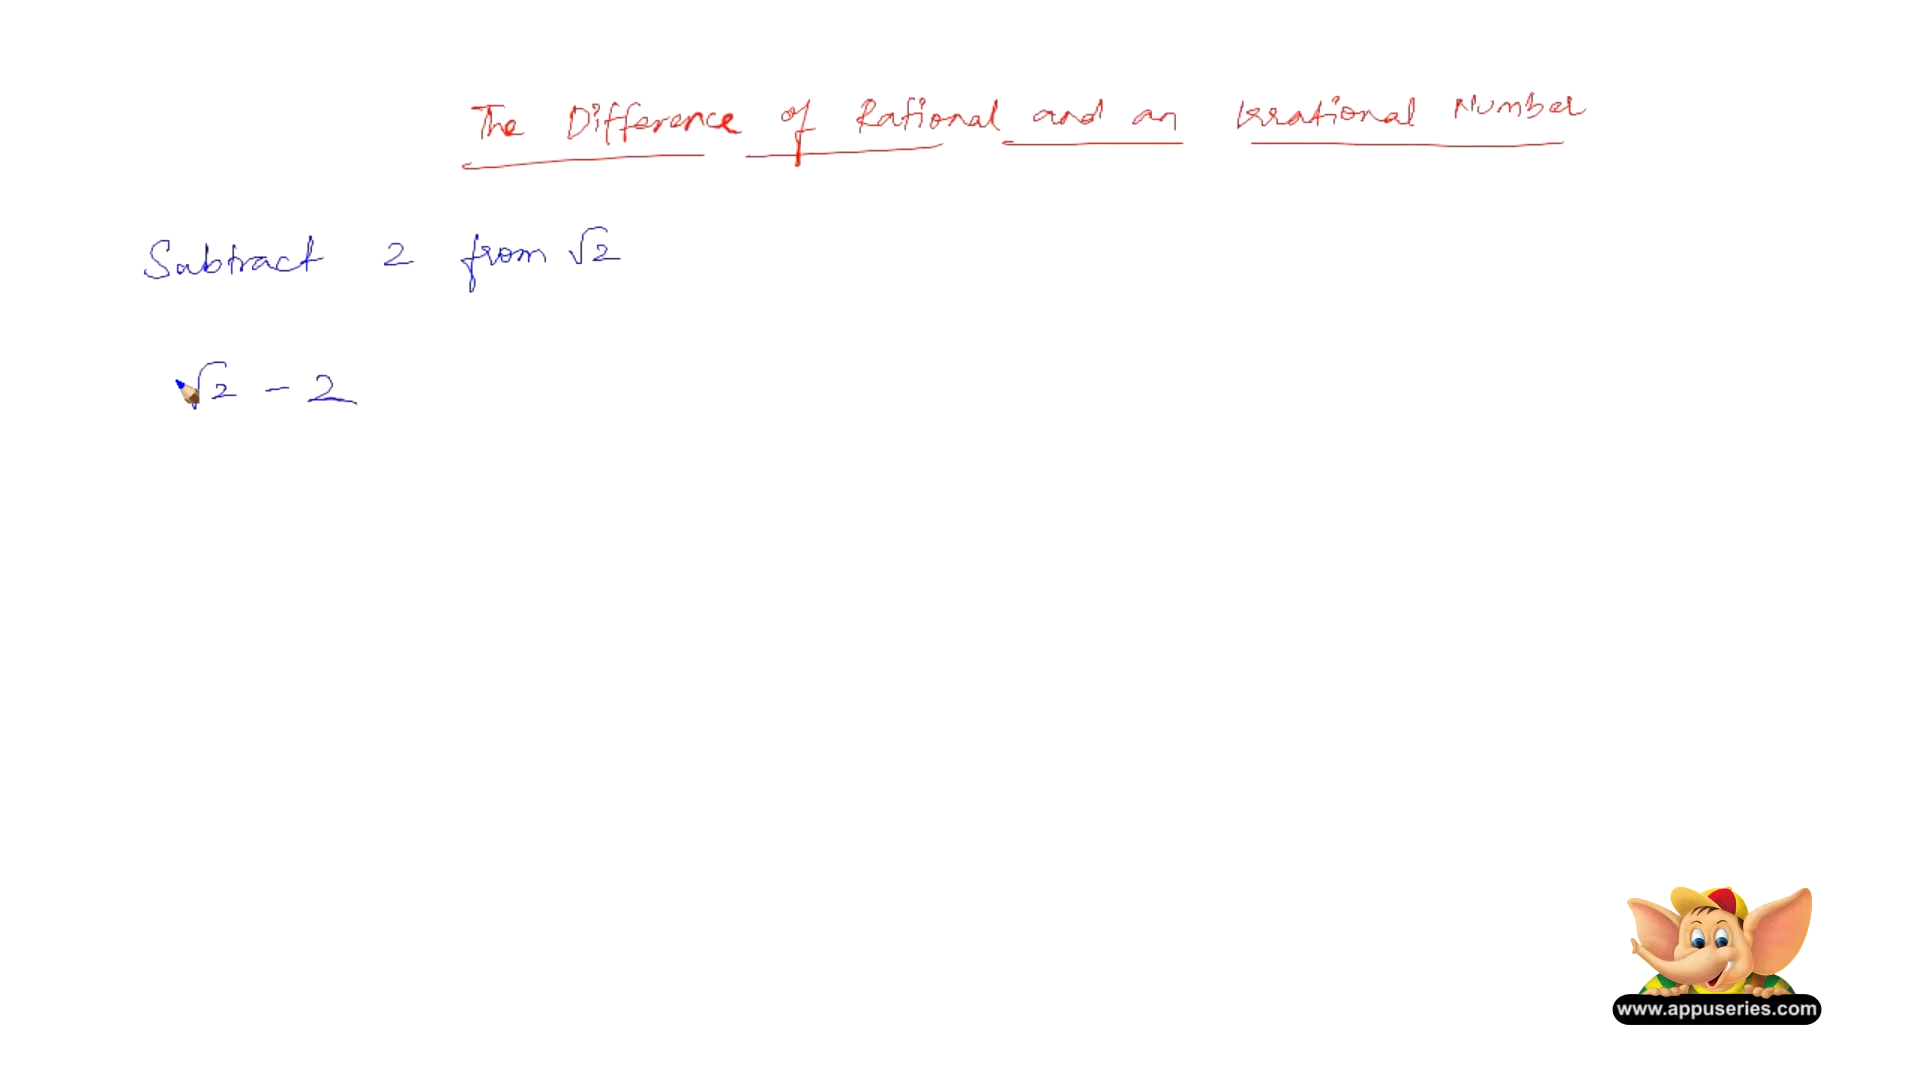 The Difference of Rational and an Irrational Number
Subtract 2 from √2
√2 - 2
www.appuseries.com